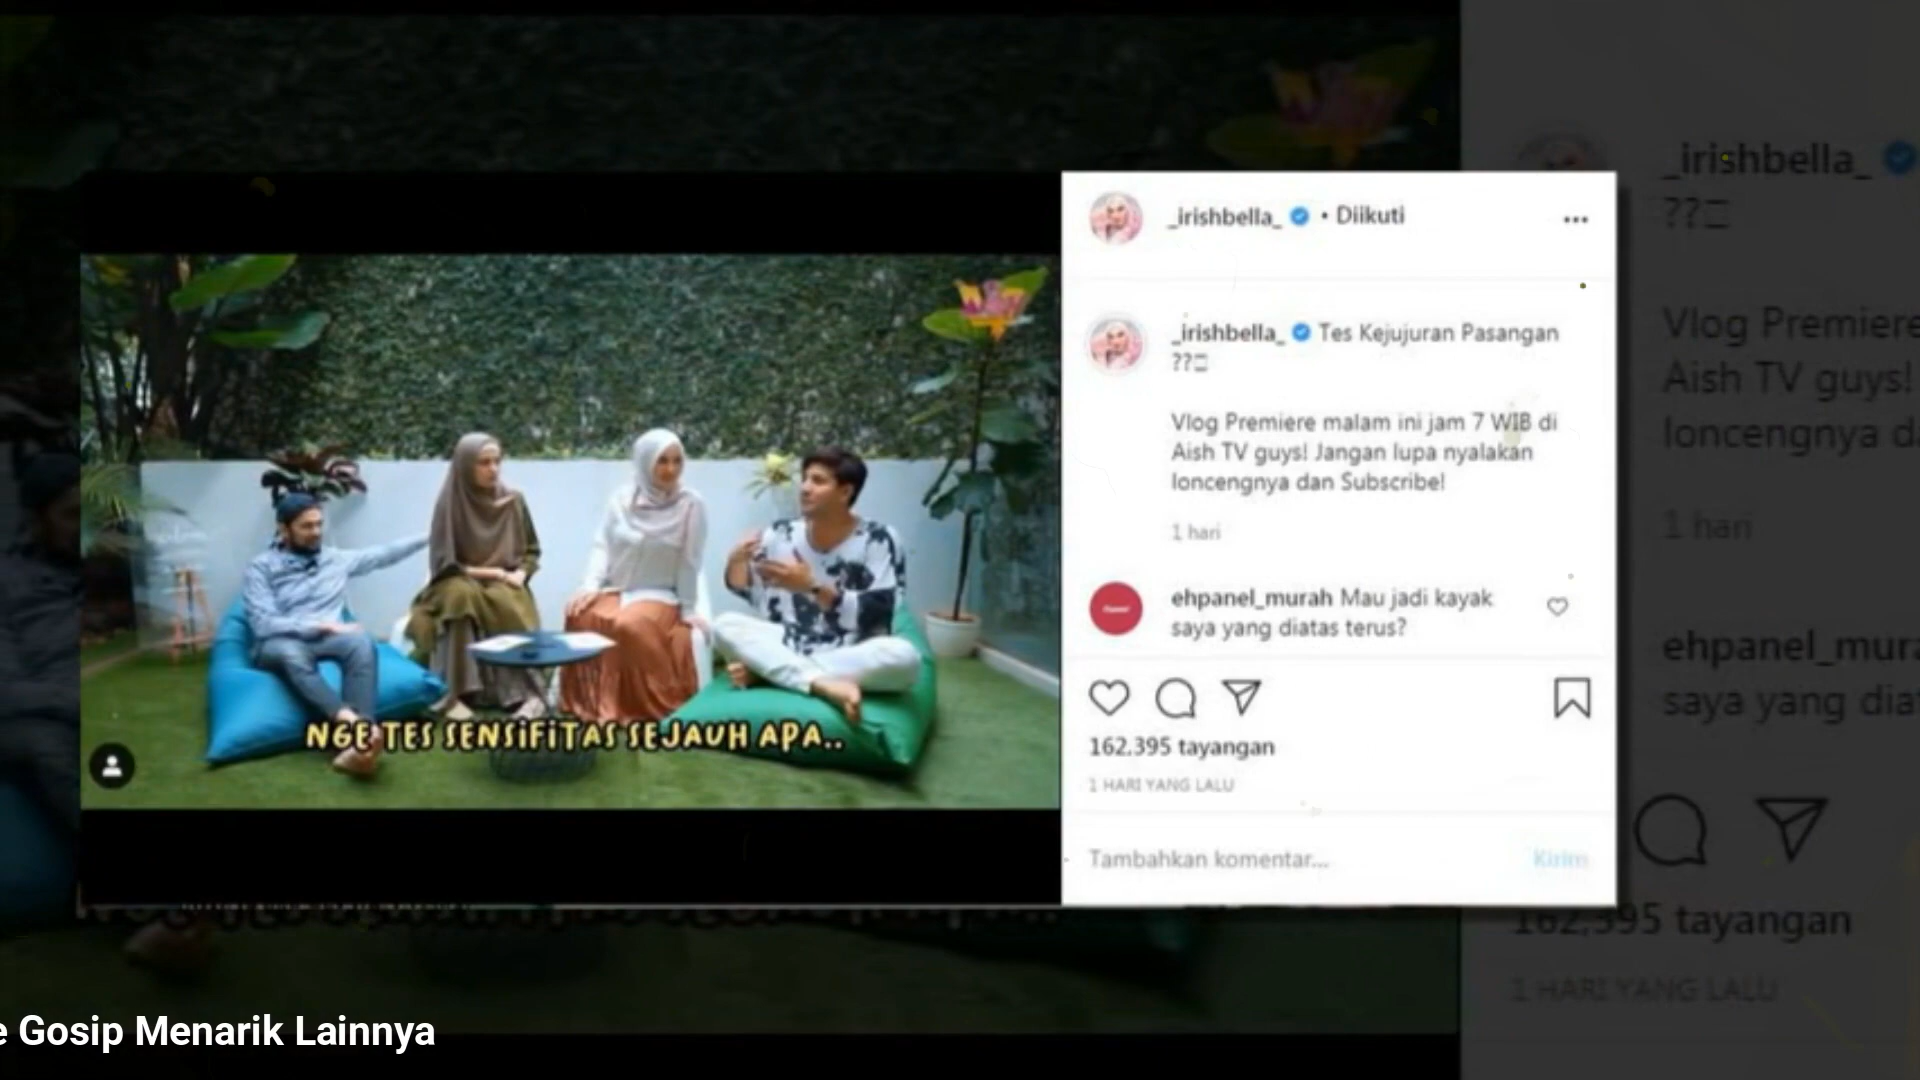 _irishbella_ • Diikuti
_irishbella_ Tes Kejujuran Pasangan
??□
Vlog Premiere malam ini jam 7 WIB di
Aish TV guys! Jangan lupa nyalakan
loncengnya dan Subscribe!
1 hari
ehpanel_murah Mau jadi kayak
saya yang diatas terus?
162.395 tayangan
1 HARI YANG LALU
Tambahkan komentar...
Kirim
NGE TES SENSiFiTAS SEJAUH APA..
_irishbella_
??□
Vlog Premiere
Aish TV guys!
loncengnya
1 hari
saya yang
162,395 tayangan
1 HARI YANG LALU
Gosip Menarik Lainnya